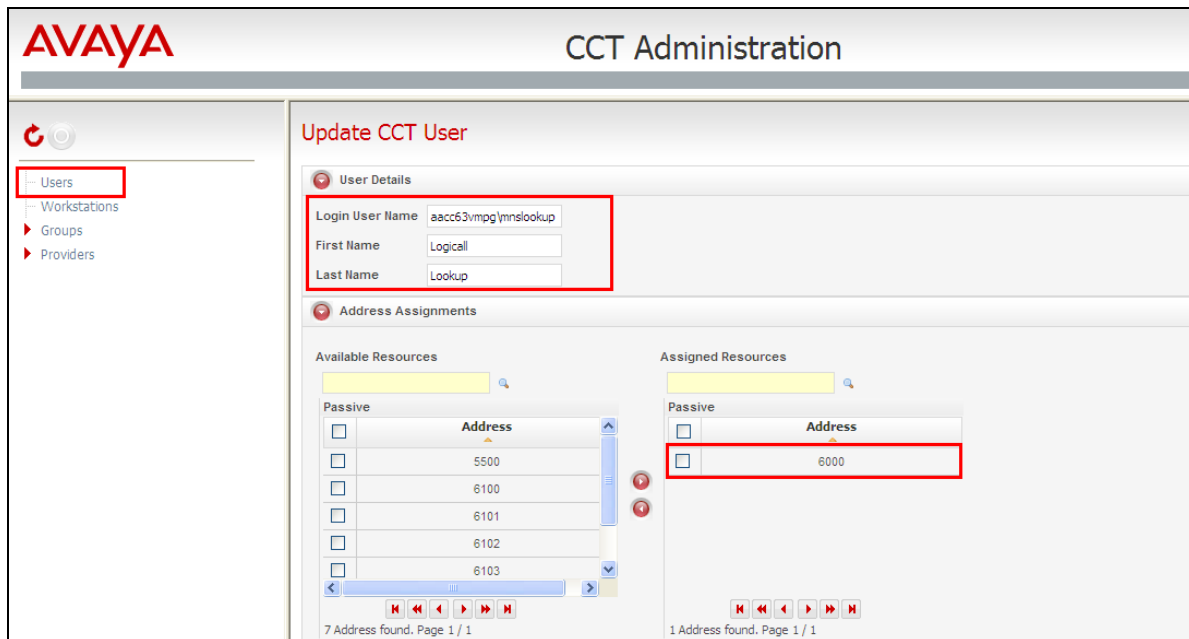 AVAYA
CCT Administration
Users
Workstations
Groups
Providers
Update CCT User
User Details
Login User Name aacc63vmpg\mnslookup
First Name Logicall
Last Name Lookup
Address Assignments
Available Resources
Passive
Address
5500
6100
6101
6102
6103
7 Address found. Page 1 / 1
Assigned Resources
Passive
Address
6000
1 Address found. Page 1 / 1